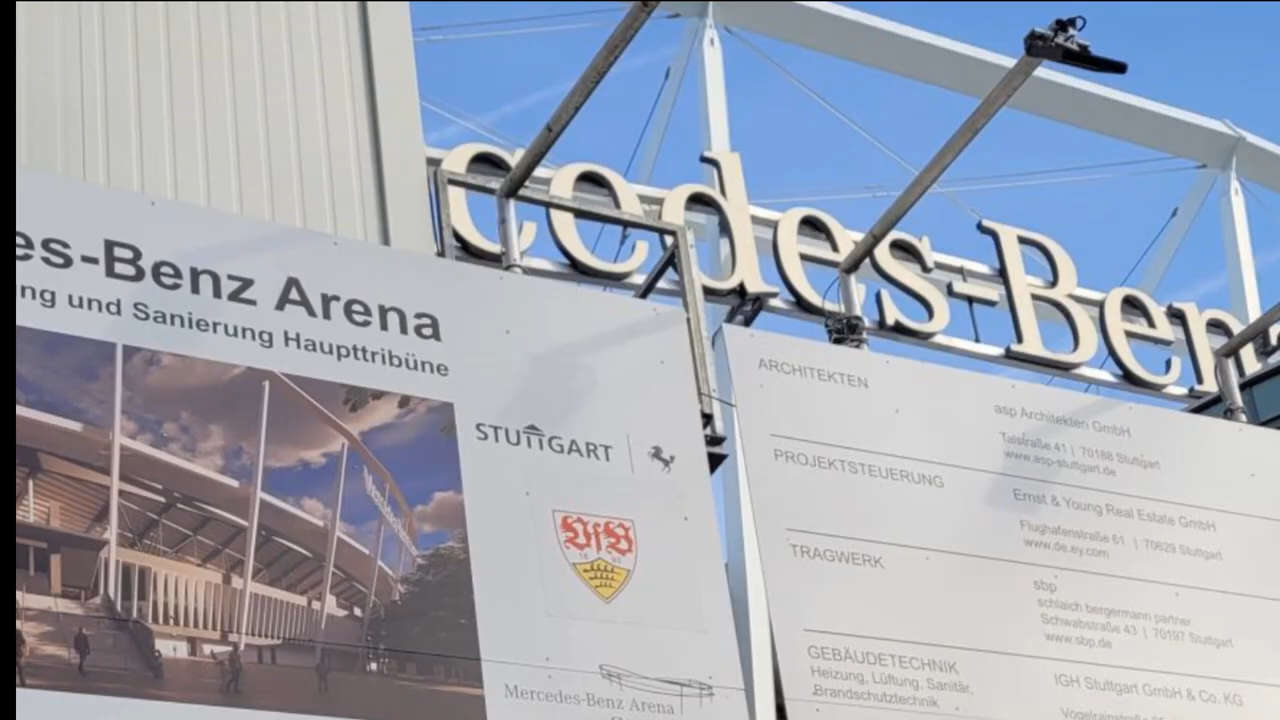 cedes-Ben
es-Benz Arena
ng und Sanierung Haupttribüne
STUTTGART
VfB
Mercedes-Benz Arena
ARCHITEKTEN
asp Architekten GmbH
Talstraße 41 | 70188 Stuttgart
www.asp-stuttgart.de
PROJEKTSTEUERUNG
Ernst & Young Real Estate GmbH
Flughafenstraße 61 | 70629 Stuttgart
www.de.ey.com
TRAGWERK
sbp
schlaich bergermann partner
Schwabstraße 43 | 70197 Stuttgart
www.sbp.de
GEBÄUDETECHNIK
Heizung, Lüftung, Sanitär,
Brandschutztechnik
IGH Stuttgart GmbH & Co. KG